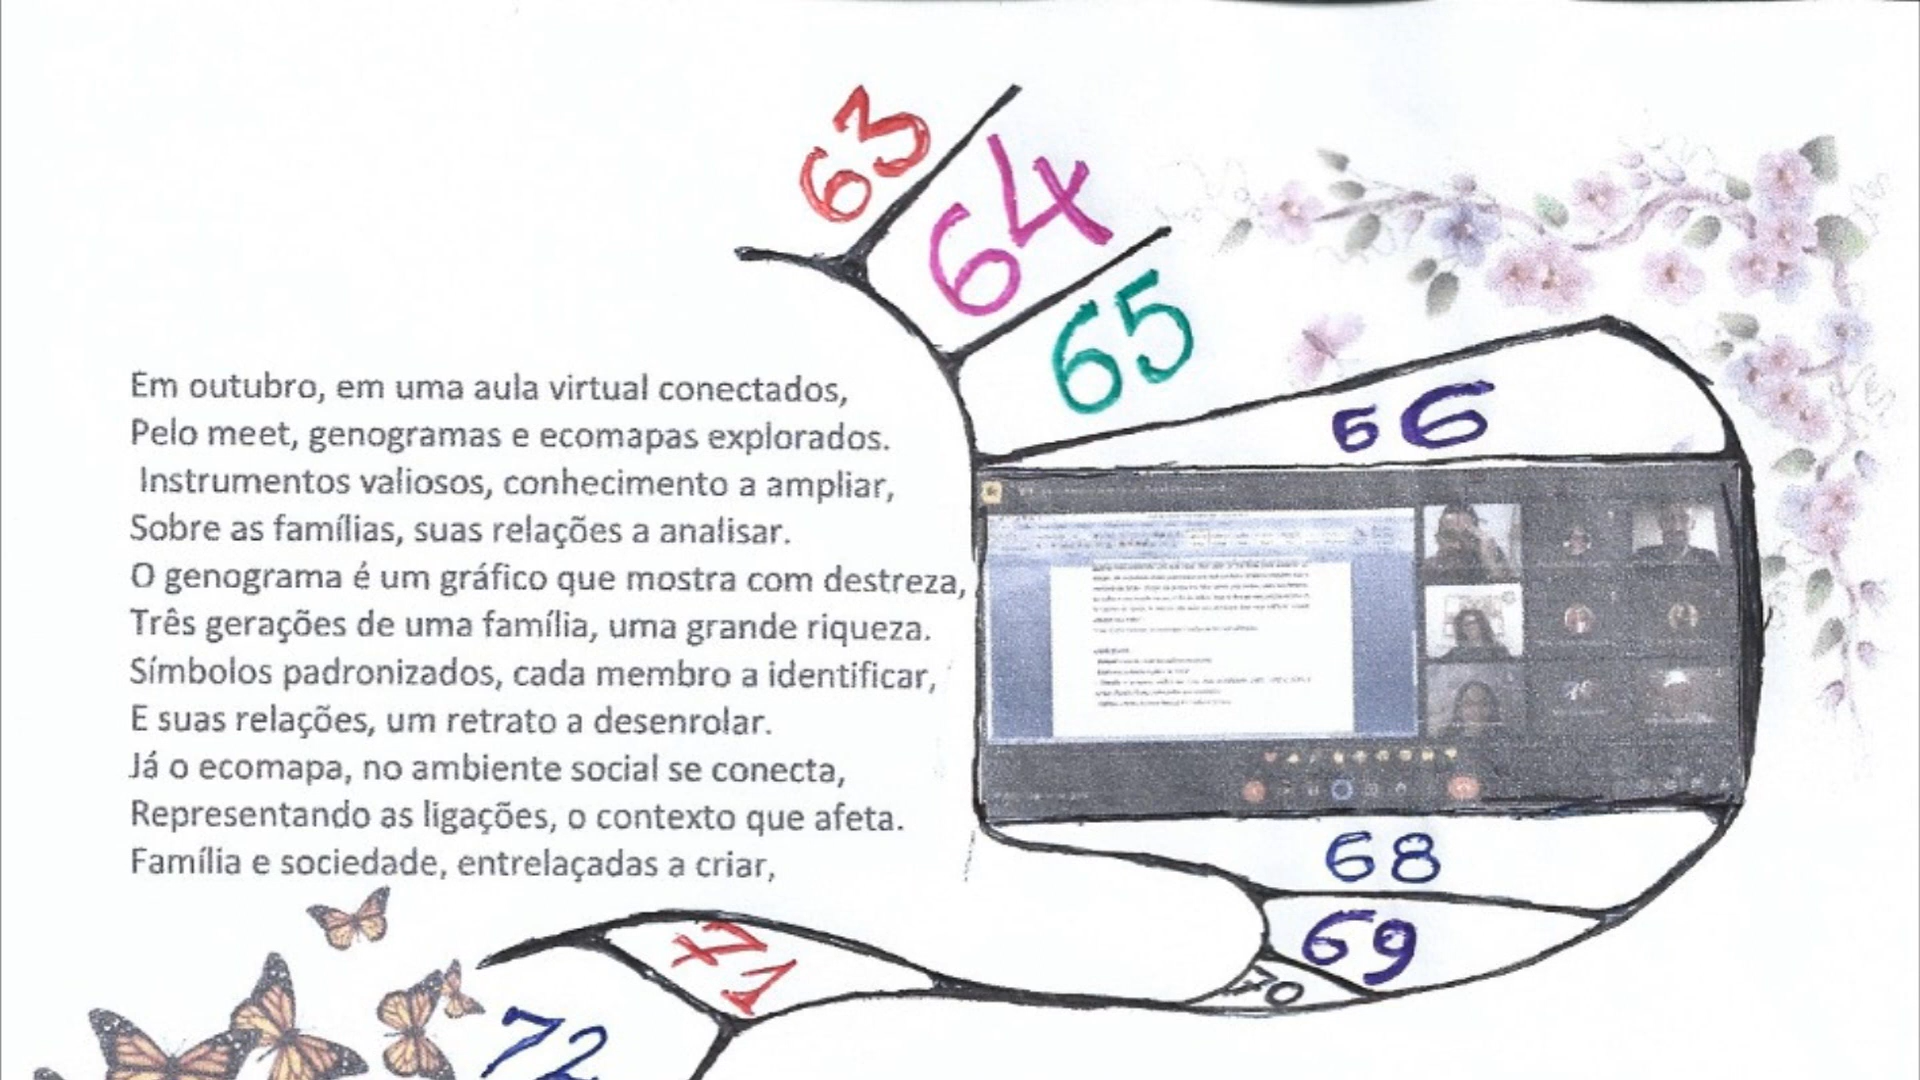 63
64
65
66
Em outubro, em uma aula virtual conectados,
Pelo meet, genogramas e ecomapas explorados.
Instrumentos valiosos, conhecimento a ampliar,
Sobre as famílias, suas relações a analisar.
O genograma é um gráfico que mostra com destreza,
Três gerações de uma família, uma grande riqueza.
Símbolos padronizados, cada membro a identificar,
E suas relações, um retrato a desenrolar.
Já o ecomapa, no ambiente social se conecta,
Representando as ligações, o contexto que afeta.
Família e sociedade, entrelaçadas a criar,
68
69
70
71
72